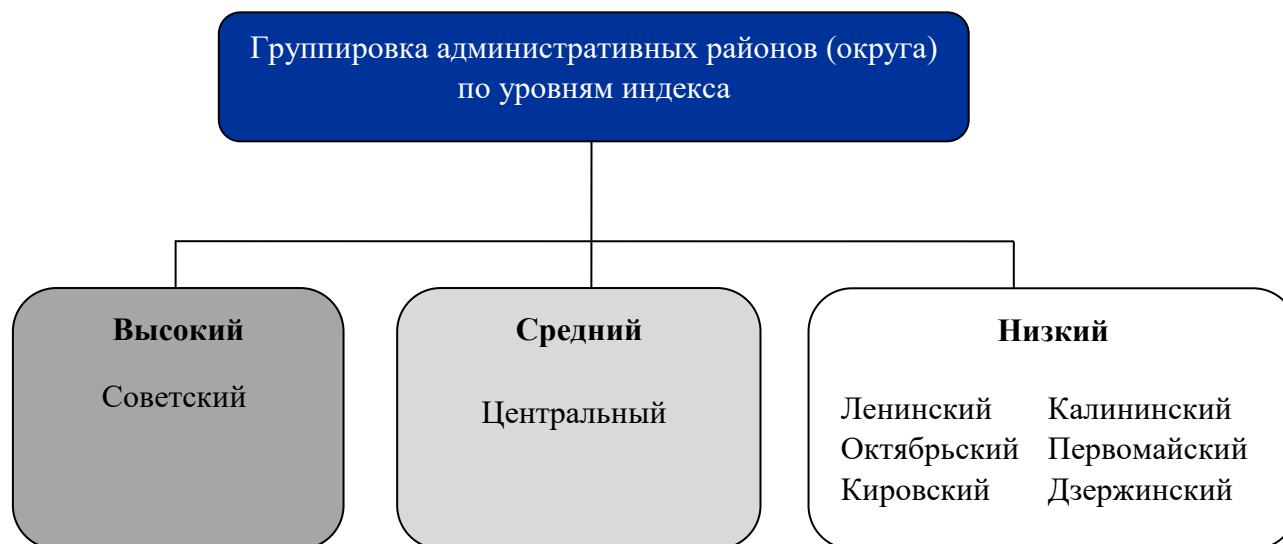 Группировка административных районов (округа)
по уровням индекса
Высокий
Советский
Средний
Центральный
Низкий
Ленинский Калининский
Октябрьский Первомайский
Кировский Дзержинский